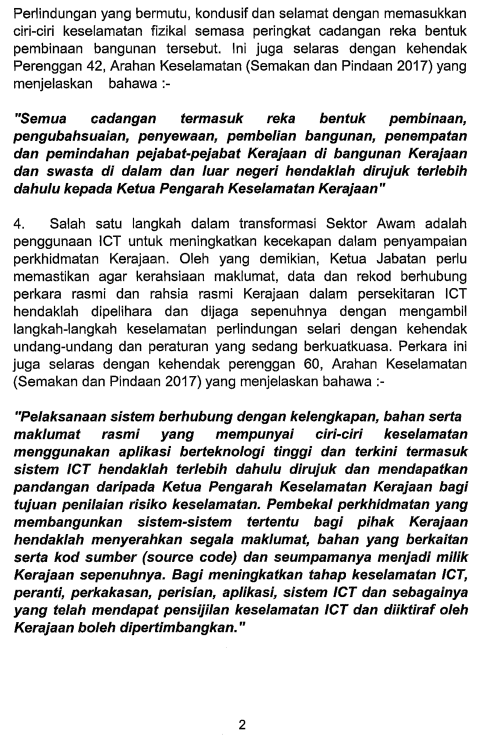 Perlindungan yang bermutu, kondusif dan selamat dengan memasukkan
ciri-ciri keselamatan fizikal semasa peringkat cadangan reka bentuk
pembinaan bangunan tersebut. Ini juga selaras dengan kehendak
Perenggan 42, Arahan Keselamatan (Semakan dan Pindaan 2017) yang
menjelaskan bahawa :-
"Semua cadangan termasuk reka bentuk pembinaan,
pengubahsuaian, penyewaan, pembelian bangunan, penempatan
dan pemindahan pejabat-pejabat Kerajaan di bangunan Kerajaan
dan swasta di dalam dan luar negeri hendaklah dirujuk terlebih
dahulu kepada Ketua Pengarah Keselamatan Kerajaan"
4. Salah satu langkah dalam transformasi Sektor Awam adalah
penggunaan ICT untuk meningkatkan kecekapan dalam penyampaian
perkhidmatan Kerajaan. Oleh yang demikian, Ketua Jabatan perlu
memastikan agar kerahsiaan maklumat, data dan rekod berhubung
perkara rasmi dan rahsia rasmi Kerajaan dalam persekitaran ICT
hendaklah dipelihara dan dijaga sepenuhnya dengan mengambil
langkah-langkah keselamatan perlindungan selari dengan kehendak
undang-undang dan peraturan yang sedang berkuatkuasa. Perkara ini
juga selaras dengan kehendak perenggan 60, Arahan Keselamatan
(Semakan dan Pindaan 2017) yang menjelaskan bahawa :-
"Pelaksanaan sistem berhubung dengan kelengkapan, bahan serta
maklumat rasmi yang mempunyai ciri-ciri keselamatan
menggunakan aplikasi berteknologi tinggi dan terkini termasuk
sistem ICT hendaklah terlebih dahulu dirujuk dan mendapatkan
pandangan daripada Ketua Pengarah Keselamatan Kerajaan bagi
tujuan penilaian risiko keselamatan. Pembekal perkhidmatan yang
membangunkan sistem-sistem tertentu bagi pihak Kerajaan
hendaklah menyerahkan segala maklumat, bahan yang berkaitan
serta kod sumber (source code) dan seumpamanya menjadi milik
Kerajaan sepenuhnya. Bagi meningkatkan tahap keselamatan ICT,
peranti, perkakasan, perisian, aplikasi, sistem ICT dan sebagainya
yang telah mendapat pensijilan keselamatan ICT dan diiktiraf oleh
Kerajaan boleh dipertimbangkan."
2